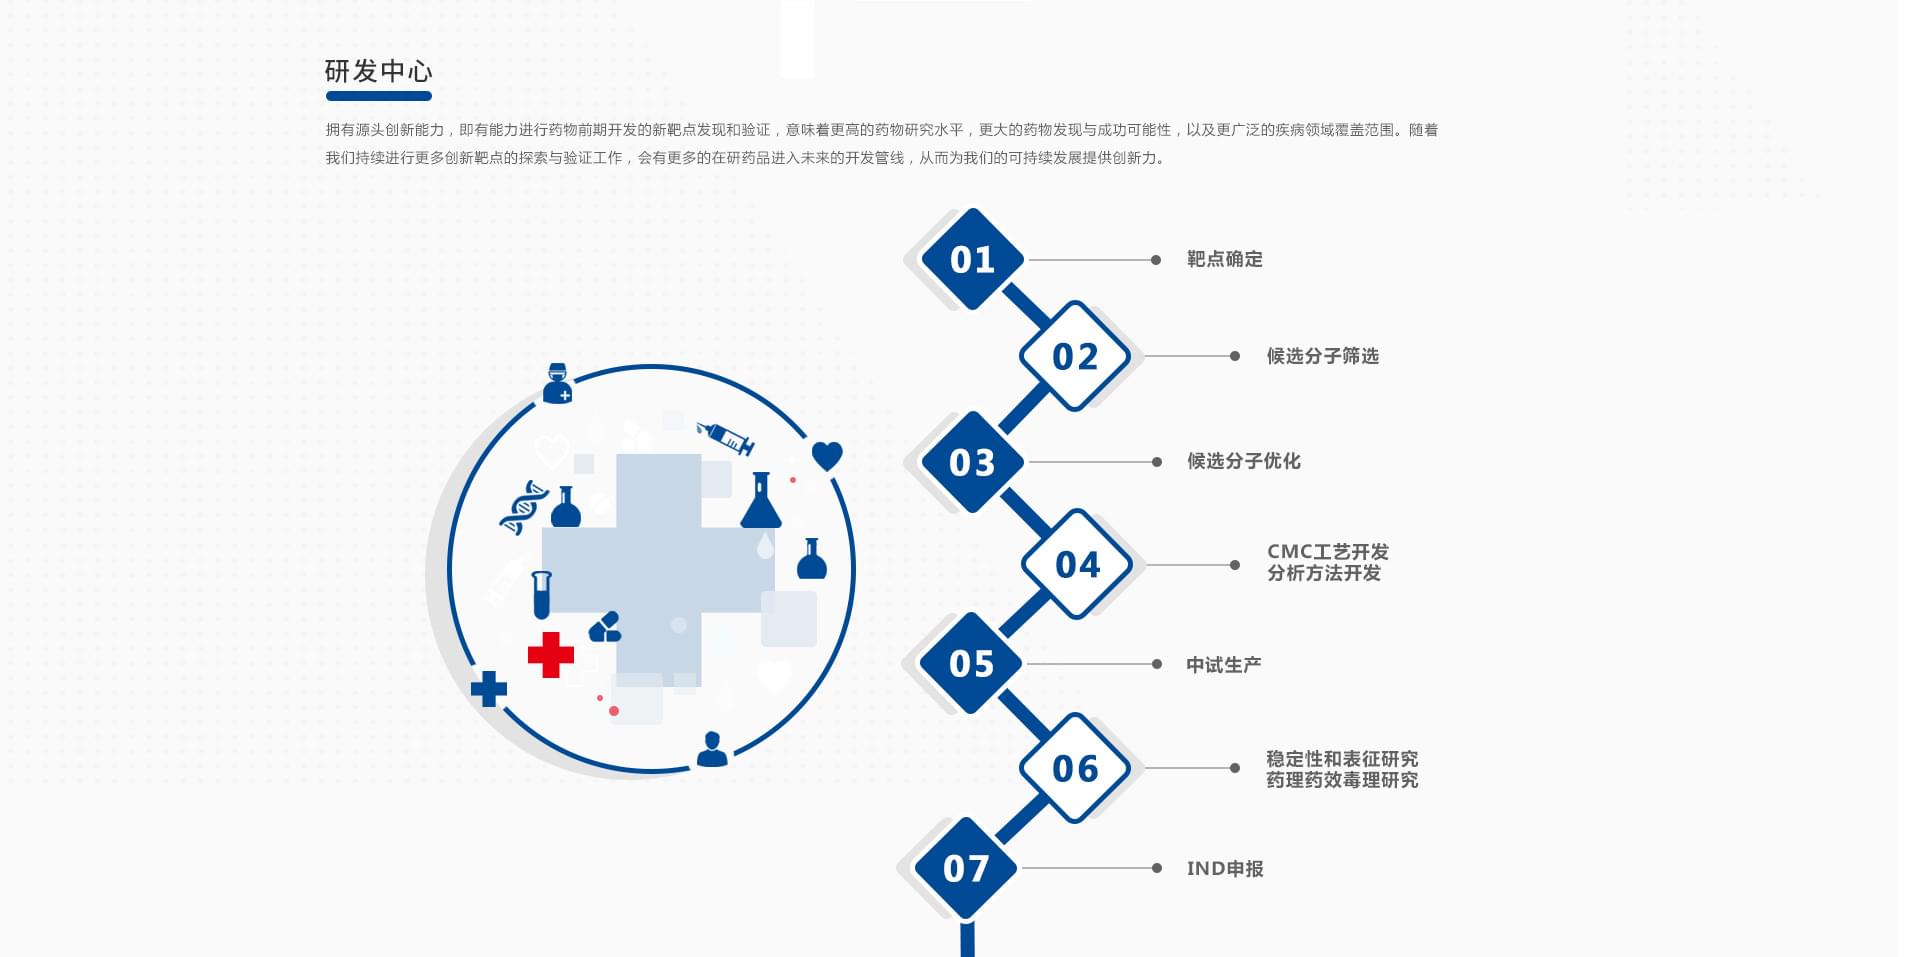 研发中心
拥有源头创新能力，即有能力进行药物前期开发的新靶点发现和验证，意味着更高的药物研究水平，更大的药物发现与成功可能性，以及更广泛的疾病领域覆盖范围。随着
我们持续进行更多创新靶点的探索与验证工作，会有更多的在研药品进入未来的开发管线，从而为我们的可持续发展提供创新力。
01
靶点确定
02
候选分子筛选
03
候选分子优化
04
CMC工艺开发
分析方法开发
05
中试生产
06
稳定性和表征研究
药理药效毒理研究
07
IND申报